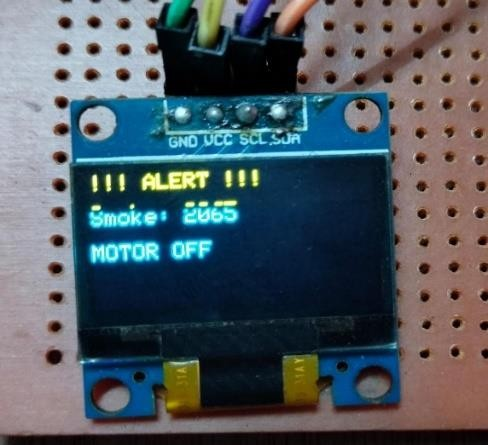 GND VCC SCL SDA
!!! ALERT !!!
Smoke: 2065
MOTOR OFF